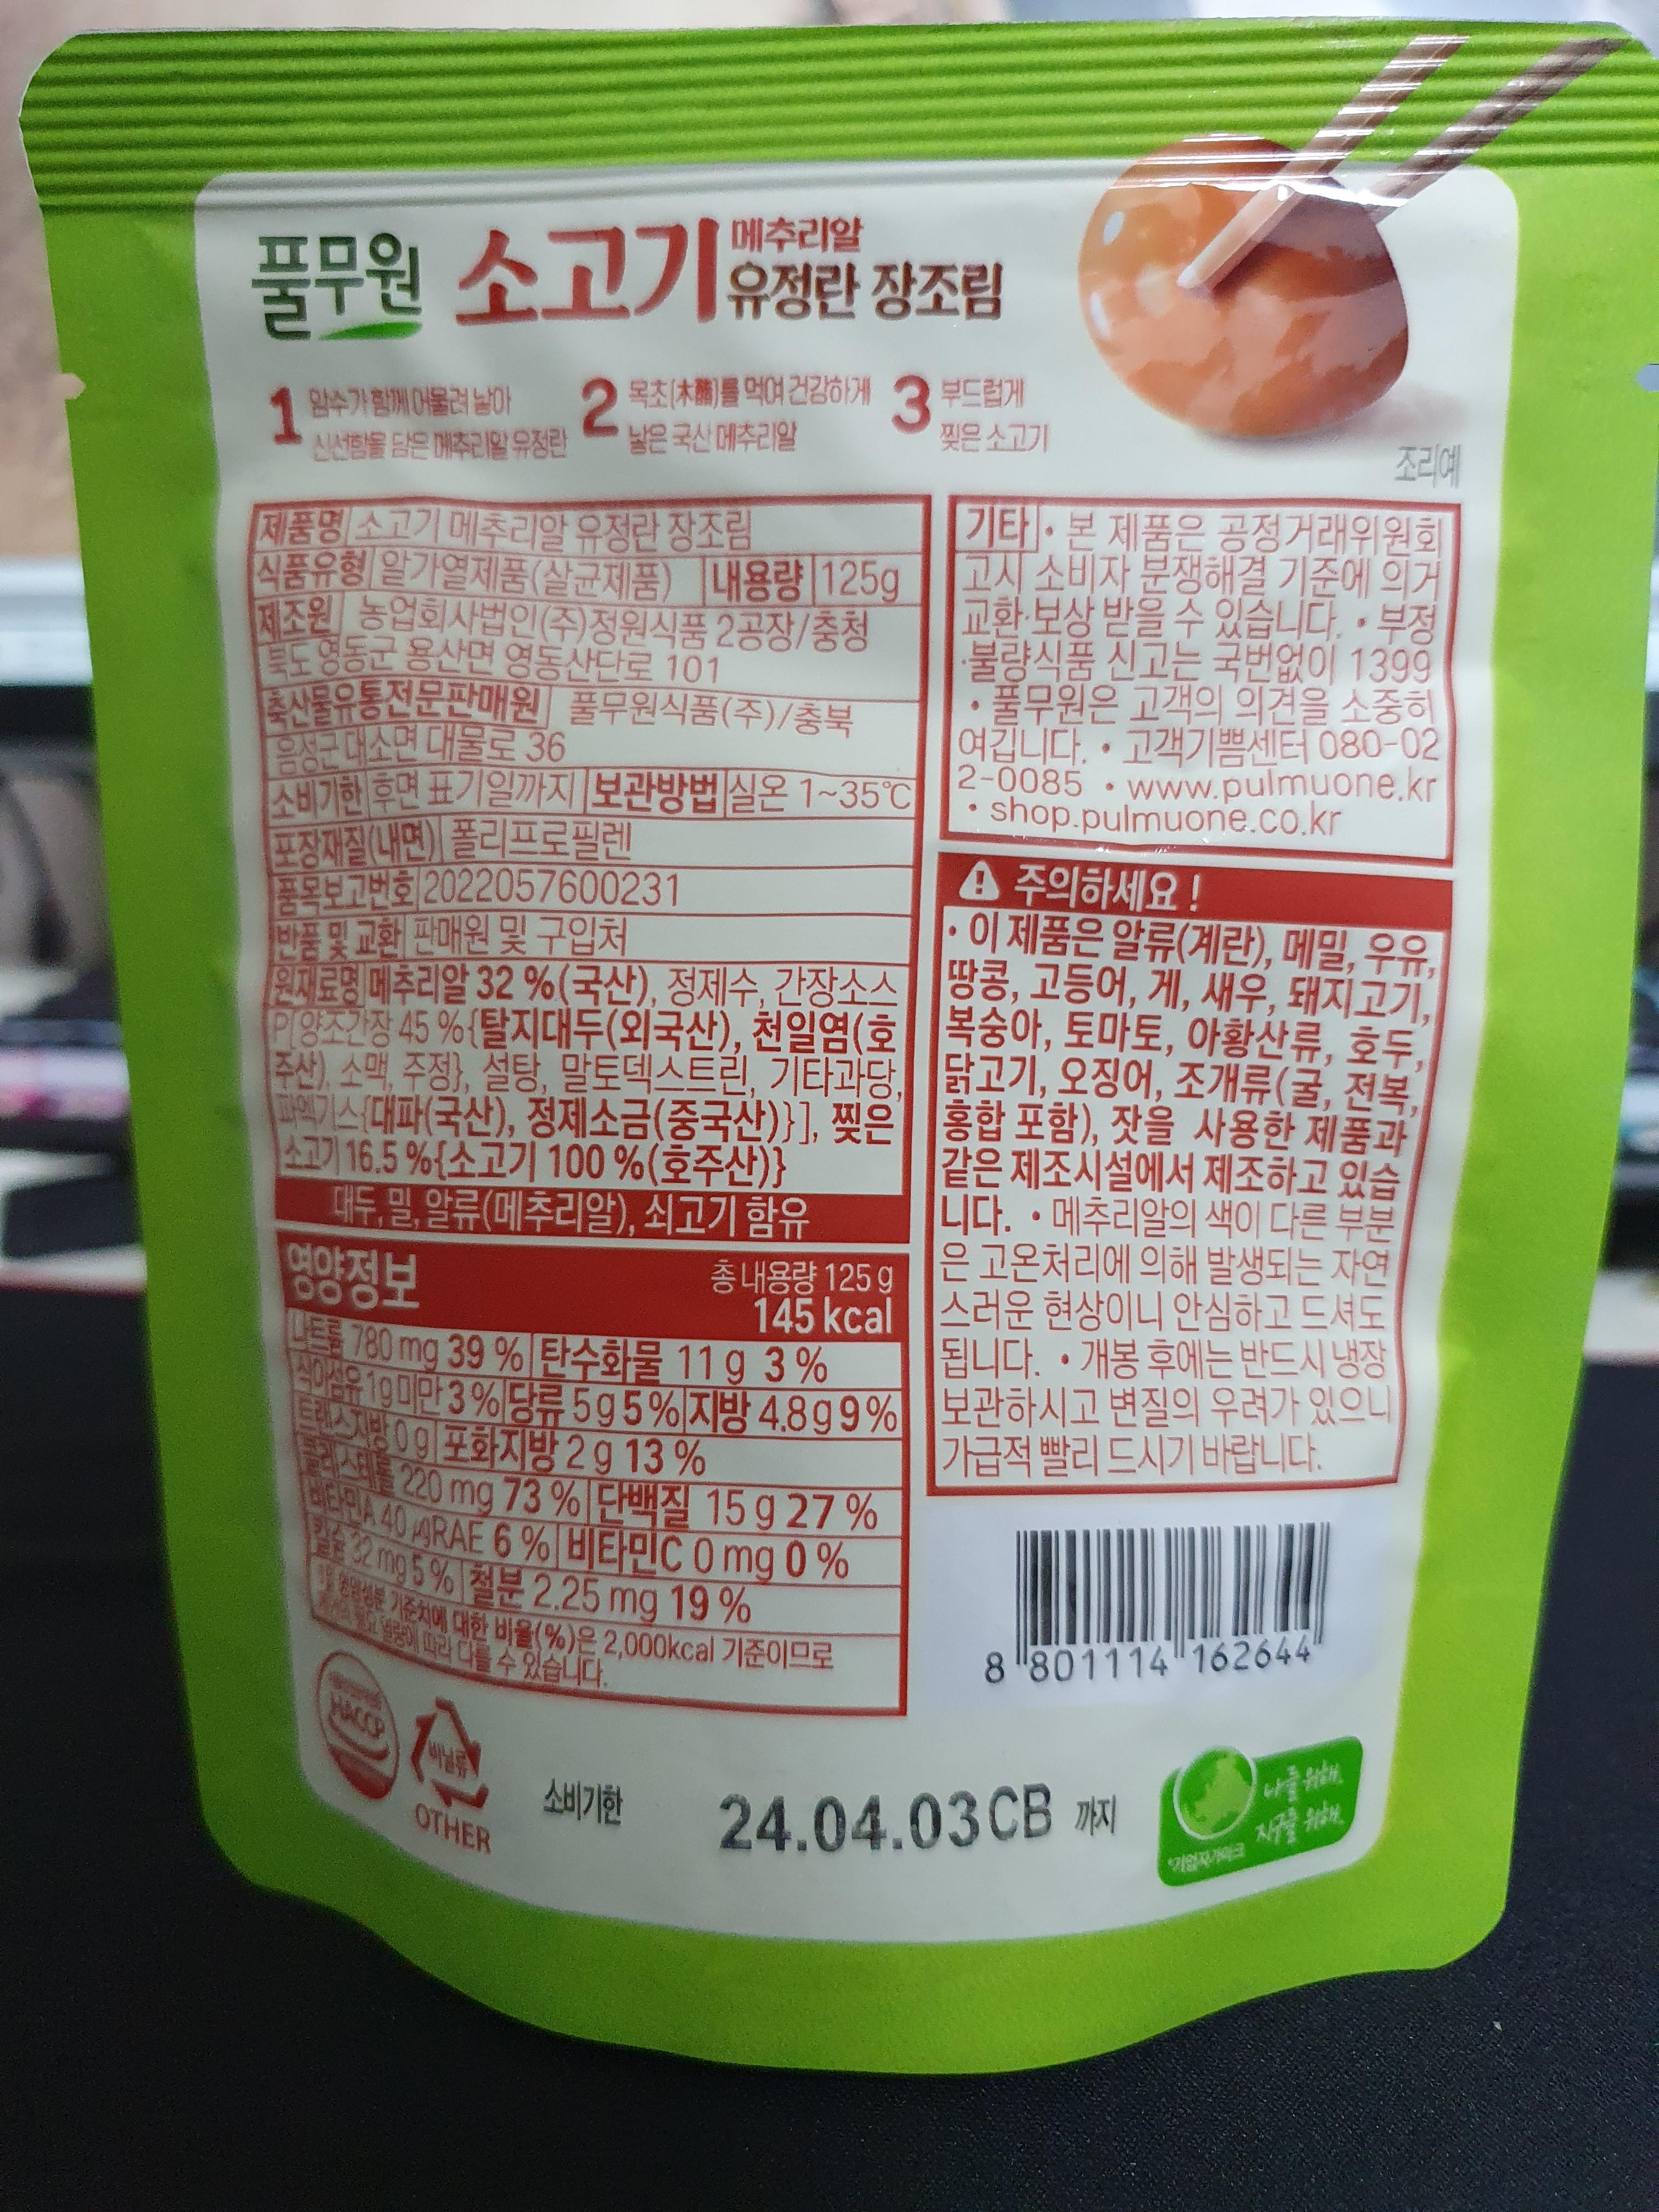 풀무원 소고기 메추리알
유정란 장조림
1 암수가 함께 어울려 낳아
신선함을 담은 메추리알 유정란
2 목초(木醋)를 먹여 건강하게
낳은 국산 메추리알
3 부드럽게
찢은 소고기
조리예
제품명 소고기 메추리알 유정란 장조림
식품유형 알가열제품(살균제품) 내용량 125g
제조원 농업회사법인(주)정원식품 2공장/충청
북도 영동군 용산면 영동산단로 101
축산물유통전문판매원 풀무원식품(주)/충북
음성군 대소면 대물로 36
소비기한 후면 표기일까지 보관방법 실온 1~35℃
포장재질(내면) 폴리프로필렌
품목보고번호 2022057600231
반품 및 교환 판매원 및 구입처
원재료명 메추리알 32 %(국산), 정제수, 간장소스
P[양조간장 45 %{탈지대두(외국산), 천일염(호
주산), 소맥, 주정}, 설탕, 말토덱스트린, 기타과당,
파엑기스{대파(국산), 정제소금(중국산)}], 찢은
소고기 16.5 %{소고기 100 %(호주산)}
대두, 밀, 알류(메추리알), 쇠고기 함유
영양정보 총 내용량 125 g
145 kcal
나트륨 780 mg 39 % 탄수화물 11 g 3 %
식이섬유 1g 미만 3 % 당류 5 g 5 % 지방 4.8 g 9 %
트랜스지방 0 g 포화지방 2 g 13 %
콜레스테롤 220 mg 73 % 단백질 15 g 27 %
비타민A 40 μgRAE 6 % 비타민C 0 mg 0 %
칼슘 32 mg 5 % 철분 2.25 mg 19 %
1일 영양성분 기준치에 대한 비율(%)은 2,000kcal 기준이므로
필요 열량에 따라 다를 수 있습니다.
기타 • 본 제품은 공정거래위원회
고시 소비자 분쟁해결 기준에 의거
교환·보상 받을 수 있습니다. • 부정
·불량식품 신고는 국번없이 1399
• 풀무원은 고객의 의견을 소중히
여깁니다. • 고객기쁨센터 080-02
2-0085 • www.pulmuone.kr
• shop.pulmuone.co.kr
주의하세요!
• 이 제품은 알류(계란), 메밀, 우유,
땅콩, 고등어, 게, 새우, 돼지고기,
복숭아, 토마토, 아황산류, 호두,
닭고기, 오징어, 조개류(굴, 전복,
홍합 포함), 잣을 사용한 제품과
같은 제조시설에서 제조하고 있습
니다. • 메추리알의 색이 다른 부분
은 고온처리에 의해 발생되는 자연
스러운 현상이니 안심하고 드셔도
됩니다. • 개봉 후에는 반드시 냉장
보관하시고 변질의 우려가 있으니
가급적 빨리 드시기 바랍니다.
8 801114 162644
HACCP
비닐류
OTHER
소비기한 24.04.03CB 까지
나를 위해,
지구를 위해,
*기업자가마크